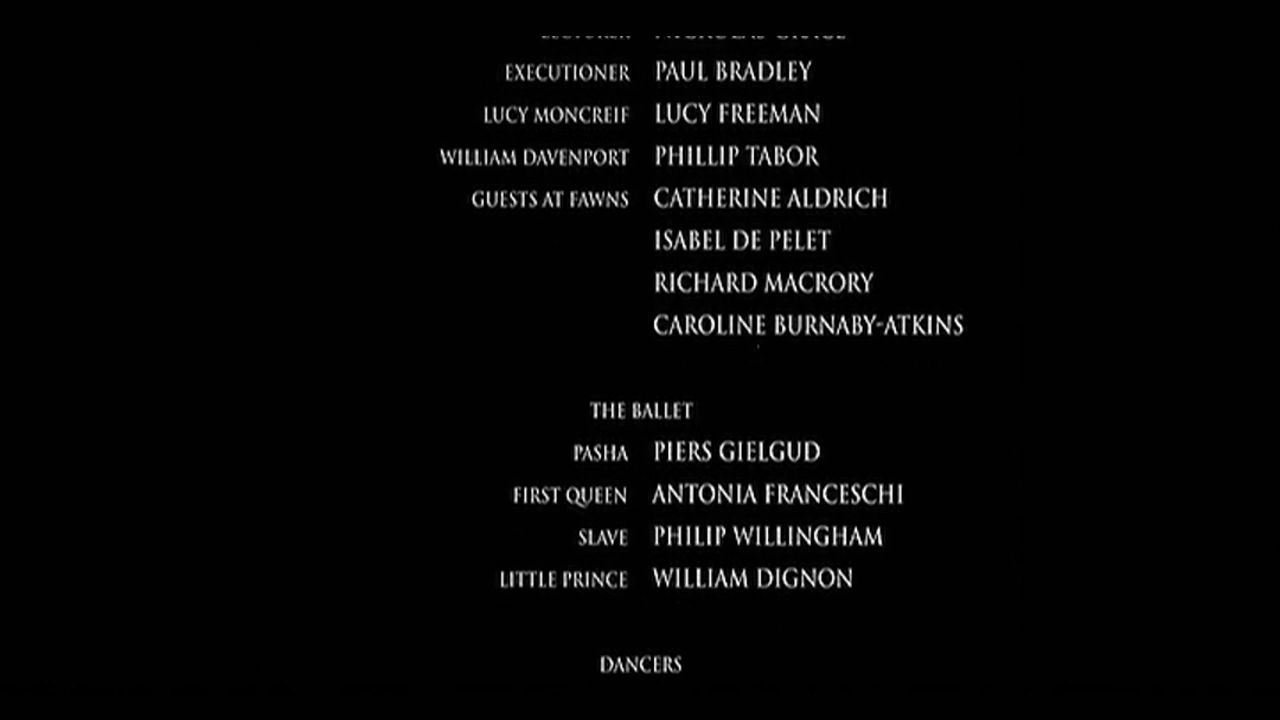 EXECUTIONER PAUL BRADLEY
LUCY MONCREIF LUCY FREEMAN
WILLIAM DAVENPORT PHILLIP TABOR
GUESTS AT FAWNS CATHERINE ALDRICH
ISABEL DE PELET
RICHARD MACRORY
CAROLINE BURNABY-ATKINS
THE BALLET
PASHA PIERS GIELGUD
FIRST QUEEN ANTONIA FRANCESCHI
SLAVE PHILIP WILLINGHAM
LITTLE PRINCE WILLIAM DIGNON
DANCERS